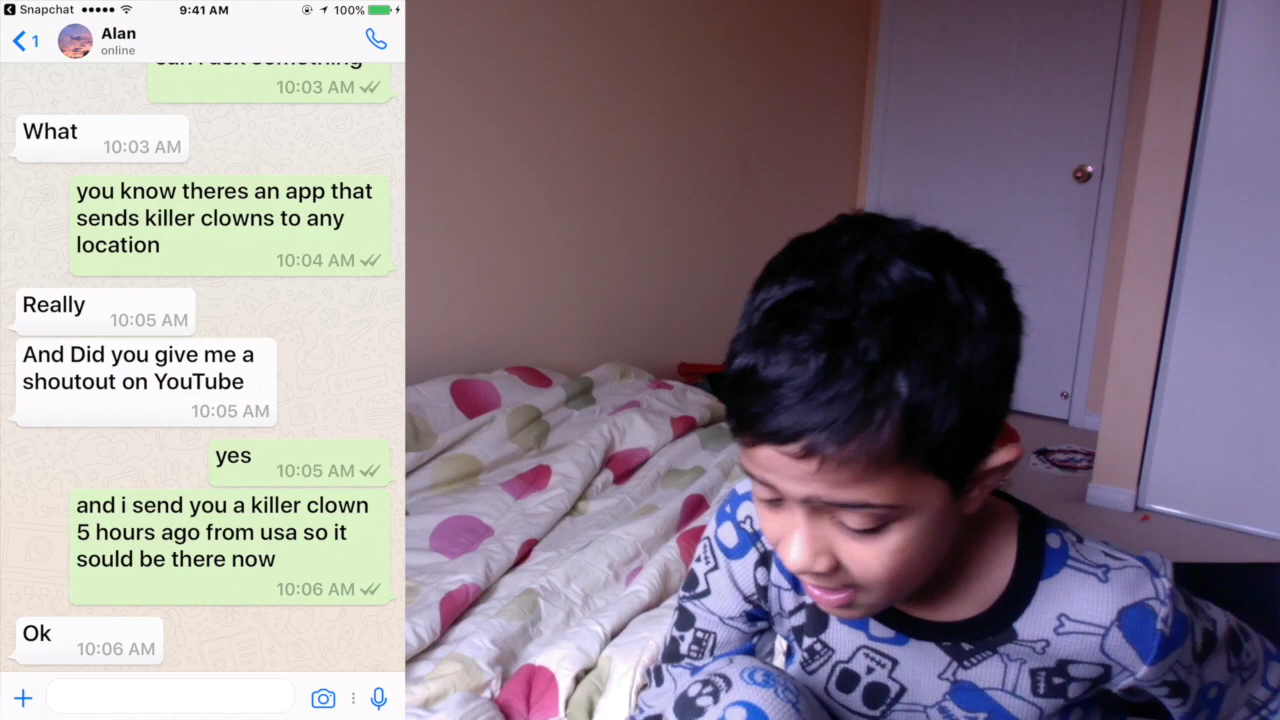 Snapchat 9:41 AM 100%
1 Alan
online
can i ask something
10:03 AM
What
10:03 AM
you know theres an app that
sends killer clowns to any
location
10:04 AM
Really
10:05 AM
And Did you give me a
shoutout on YouTube
10:05 AM
yes
10:05 AM
and i send you a killer clown
5 hours ago from usa so it
sould be there now
10:06 AM
Ok
10:06 AM